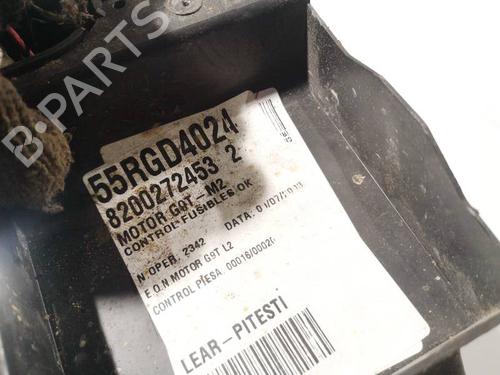 B-PARTS
55RGD4024
8200272453 2
MOTOR G9T -M2
CONTROL FUSIBLES OK
N.OPER. 2342 DATA:
E.O.N MOTOR G9T L2
CONTROL PIESA
LEAR-PITESTI